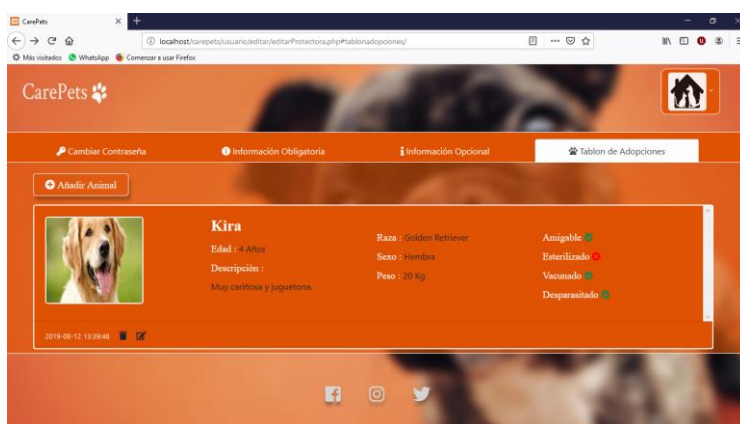 CarePets
localhost/carepets/usuario/editar/editarProtectora.php#tablonadopciones/
Más visitados WhatsApp Comenzar a usar Firefox
CarePets
Cambiar Contraseña Información Obligatoria Información Opcional Tablon de Adopciones
Añadir Animal
Kira
Edad : 4 Años
Descripción :
Muy cariñosa y juguetona.
Raza : Golden Retriever
Sexo : Hembra
Peso : 20 Kg
Amigable
Esterilizado
Vacunado
Desparasitado
2019-08-12 13:39:48